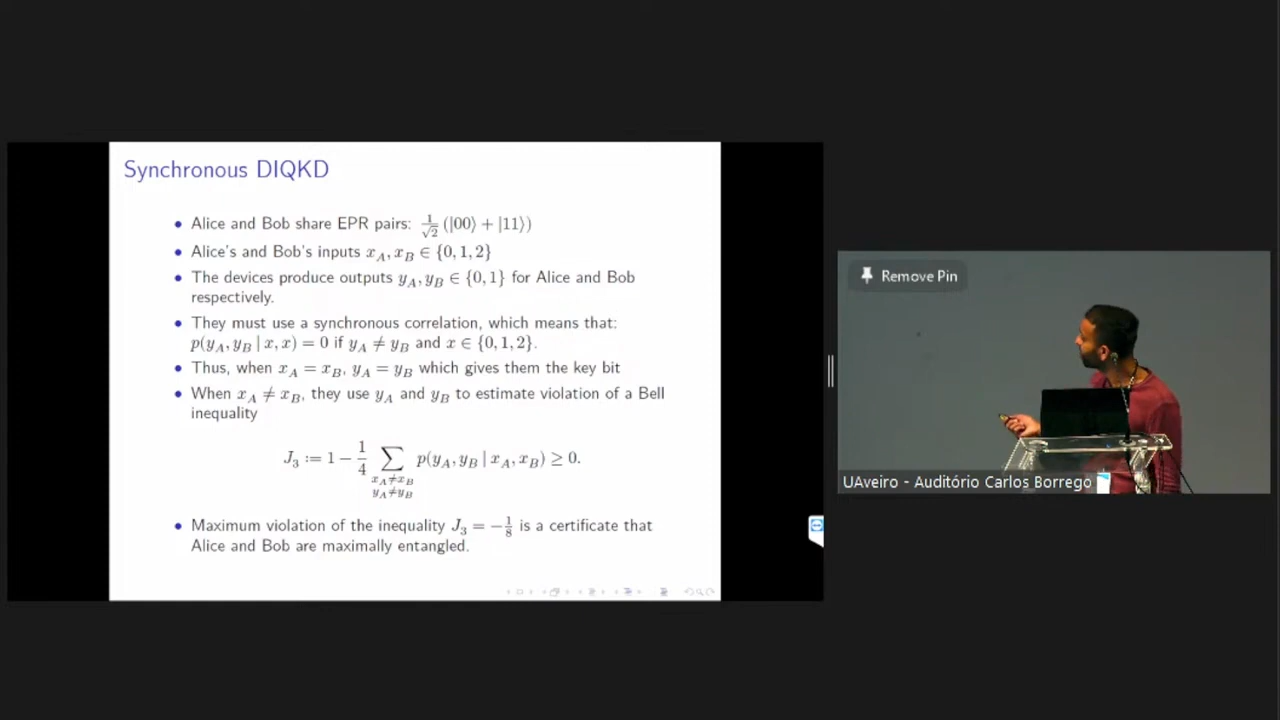 Synchronous DIQKD
• Alice and Bob share EPR pairs: 1/√2 (|00⟩ + |11⟩)
• Alice's and Bob's inputs x_A, x_B ∈ {0, 1, 2}
• The devices produce outputs y_A, y_B ∈ {0, 1} for Alice and Bob
respectively.
• They must use a synchronous correlation, which means that:
p(y_A, y_B | x, x) = 0 if y_A ≠ y_B and x ∈ {0, 1, 2}.
• Thus, when x_A = x_B, y_A = y_B which gives them the key bit
• When x_A ≠ x_B, they use y_A and y_B to estimate violation of a Bell
inequality
J_3 := 1 − 1/4 ∑ p(y_A, y_B | x_A, x_B) ≥ 0.
x_A≠x_B
y_A≠y_B
• Maximum violation of the inequality J_3 = −1/8 is a certificate that
Alice and Bob are maximally entangled.
Remove Pin
UAveiro - Auditório Carlos Borrego